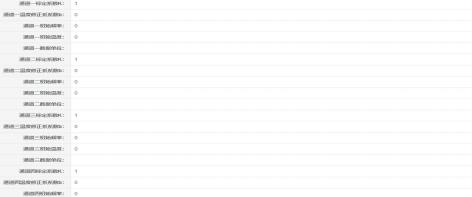 通道一标定系数K: 1
通道一温度修正系数b: 0
通道一初始频率: 0
通道一初始温度: 0
通道一数据单位:
通道二标定系数K: 1
通道二温度修正系数b: 0
通道二初始频率: 0
通道二初始温度: 0
通道二数据单位:
通道三标定系数K: 1
通道三温度修正系数b: 0
通道三初始频率: 0
通道三初始温度: 0
通道三数据单位:
通道四标定系数K: 1
通道四温度修正系数b: 0
通道四初始频率: 0